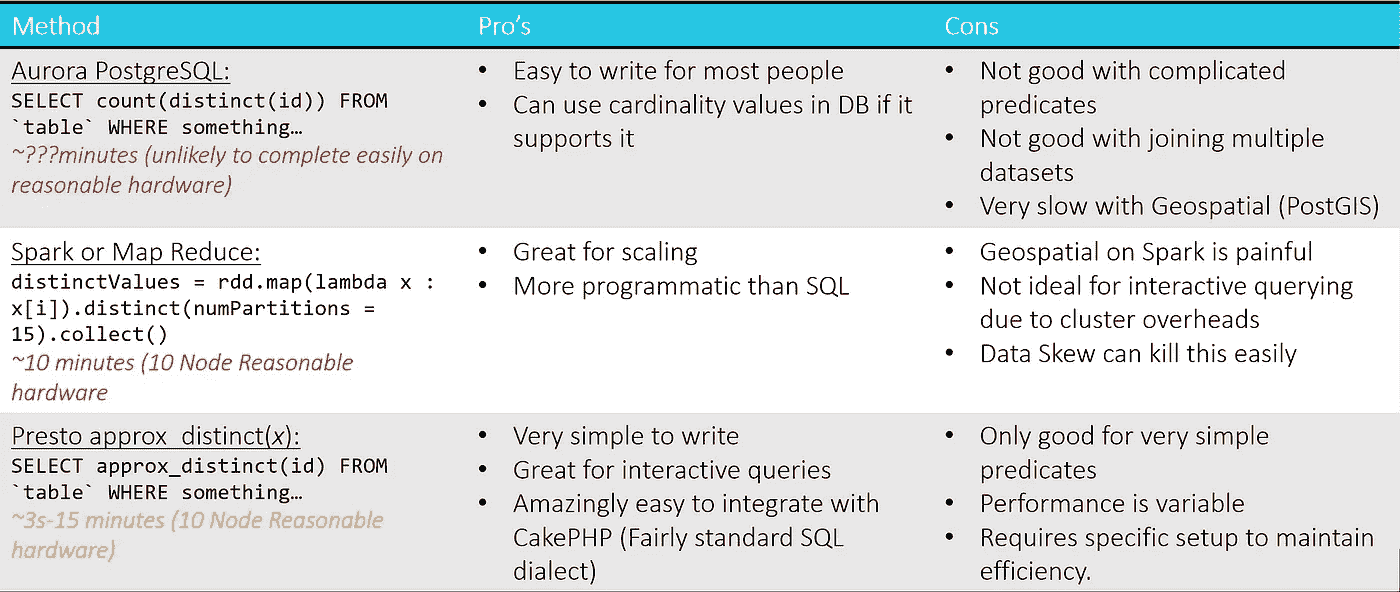 Method
Pro’s
Cons
Aurora PostgreSQL:
SELECT count(distinct(id)) FROM
`table` WHERE something…
~???minutes (unlikely to complete easily on
reasonable hardware)
• Easy to write for most people
• Can use cardinality values in DB if it
supports it
• Not good with complicated
predicates
• Not good with joining multiple
datasets
• Very slow with Geospatial (PostGIS)
Spark or Map Reduce:
distinctValues = rdd.map(lambda x :
x[i]).distinct(numPartitions =
15).collect()
~10 minutes (10 Node Reasonable
hardware
• Great for scaling
• More programmatic than SQL
• Geospatial on Spark is painful
• Not ideal for interactive querying
due to cluster overheads
• Data Skew can kill this easily
Presto approx_distinct(x):
SELECT approx_distinct(id) FROM
`table` WHERE something…
~3s-15 minutes (10 Node Reasonable
hardware)
• Very simple to write
• Great for interactive queries
• Amazingly easy to integrate with
CakePHP (Fairly standard SQL
dialect)
• Only good for very simple
predicates
• Performance is variable
• Requires specific setup to maintain
efficiency.